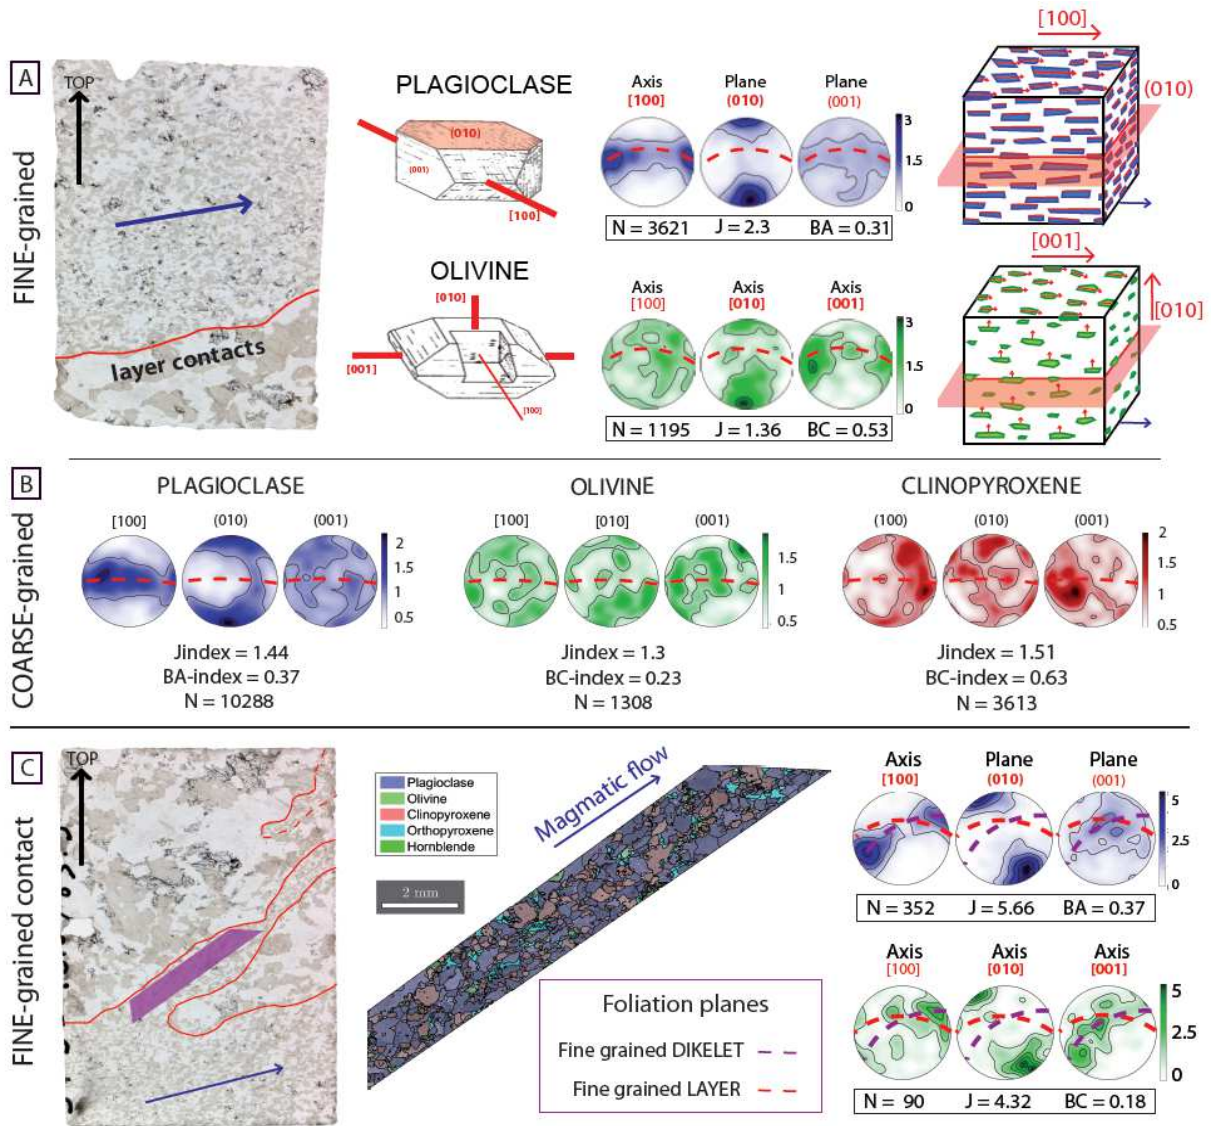 A
FINE-grained
TOP
layer contacts
PLAGIOCLASE
(010)
(001)
[100]
Axis Plane Plane
[100] (010) (001)
3
1.5
0
N = 3621 J = 2.3 BA = 0.31
[100]
(010)
OLIVINE
[010]
[001]
[100]
Axis Axis Axis
[100] [010] [001]
3
1.5
0
N = 1195 J = 1.36 BC = 0.53
[001]
[010]
B
COARSE-grained
PLAGIOCLASE
[100] (010) (001)
2
1.5
1
0.5
Jindex = 1.44
BA-index = 0.37
N = 10288
OLIVINE
[100] [010] (001)
1.5
1
0.5
Jindex = 1.3
BC-index = 0.23
N = 1308
CLINOPYROXENE
(100) (010) (001)
2
1.5
1
0.5
Jindex = 1.51
BC-index = 0.63
N = 3613
C
FINE-grained contact
TOP
Plagioclase
Olivine
Clinopyroxene
Orthopyroxene
Hornblende
2 mm
Magmatic flow
Foliation planes
Fine grained DIKELET
Fine grained LAYER
Axis Plane Plane
[100] (010) (001)
5
2.5
0
N = 352 J = 5.66 BA = 0.37
Axis Axis Axis
[100] [010] [001]
5
2.5
0
N = 90 J = 4.32 BC = 0.18